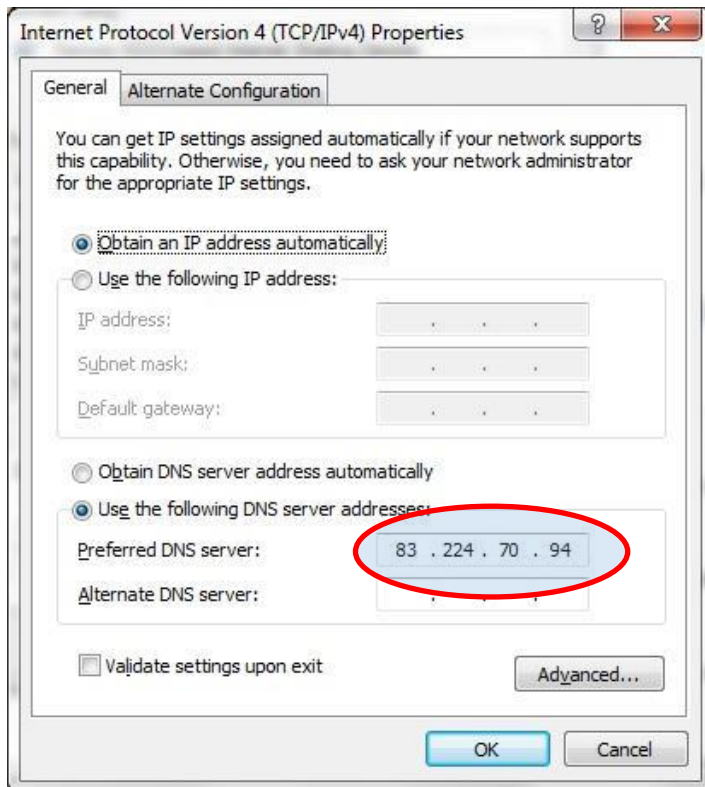 Internet Protocol Version 4 (TCP/IPv4) Properties
General
Alternate Configuration
You can get IP settings assigned automatically if your network supports
this capability. Otherwise, you need to ask your network administrator
for the appropriate IP settings.
Obtain an IP address automatically
Use the following IP address:
IP address:
. . .
Subnet mask:
. . .
Default gateway:
. . .
Obtain DNS server address automatically
Use the following DNS server addresses:
Preferred DNS server:
83 . 224 . 70 . 94
Alternate DNS server:
. . .
Validate settings upon exit
Advanced...
OK
Cancel